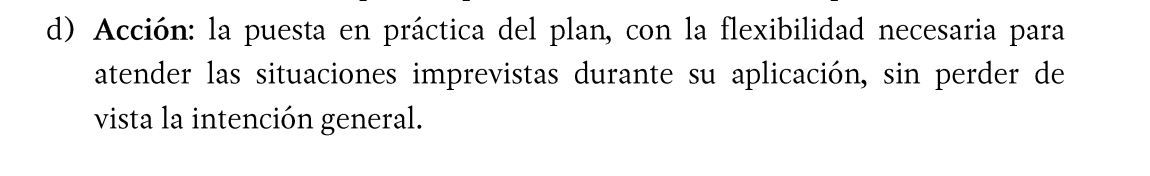 d) Acción: la puesta en práctica del plan, con la flexibilidad necesaria para
atender las situaciones imprevistas durante su aplicación, sin perder de
vista la intención general.